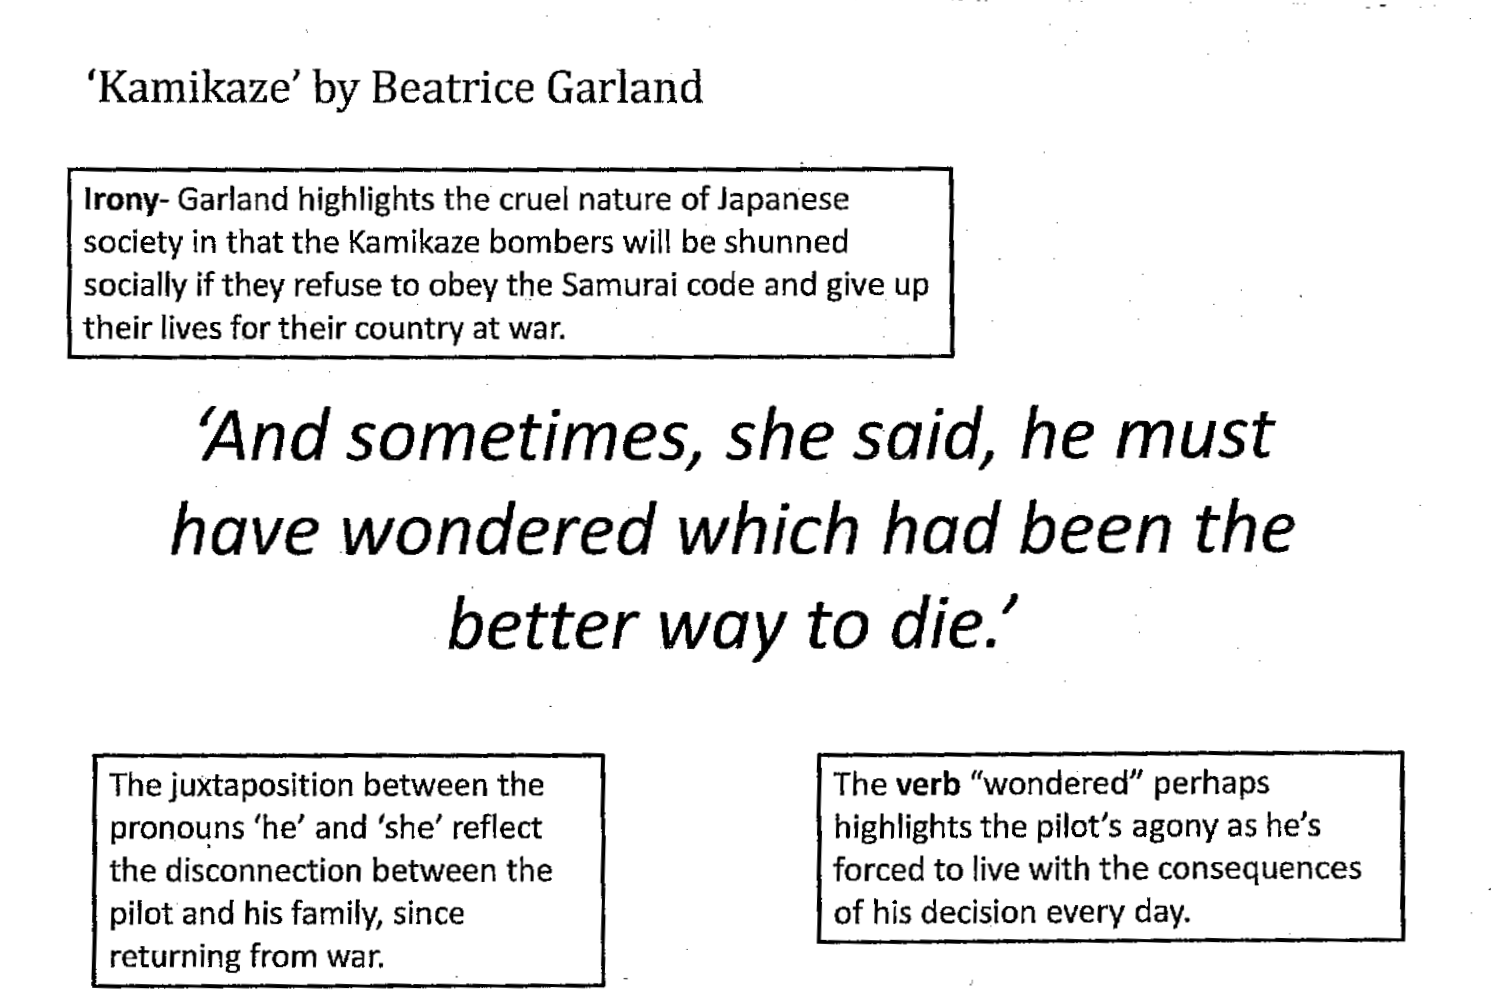 ‘Kamikaze’ by Beatrice Garland
Irony- Garland highlights the cruel nature of Japanese
society in that the Kamikaze bombers will be shunned
socially if they refuse to obey the Samurai code and give up
their lives for their country at war.
‘And sometimes, she said, he must
have wondered which had been the
better way to die.’
The juxtaposition between the
pronouns ‘he’ and ‘she’ reflect
the disconnection between the
pilot and his family, since
returning from war.
The verb “wondered” perhaps
highlights the pilot’s agony as he’s
forced to live with the consequences
of his decision every day.